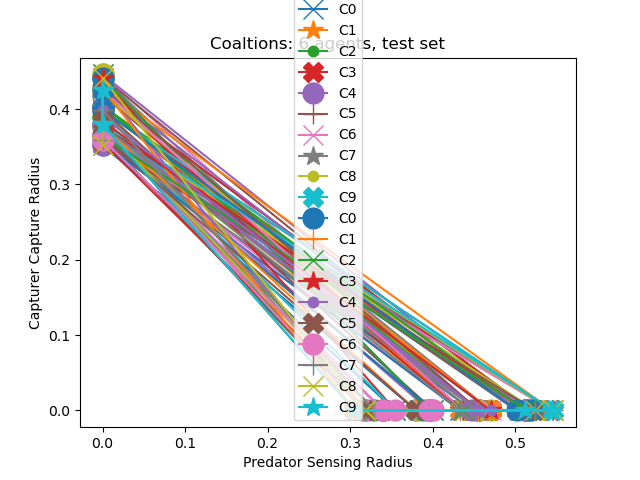 Coaltions: 6 agents, test set
C0
C1
C2
C3
C4
C5
C6
C7
C8
C9
C0
C1
C2
C3
C4
C5
C6
C7
C8
C9
Capturer Capture Radius
0.4
0.3
0.2
0.1
0.0
0.0 0.1 0.2 0.3 0.4 0.5
Predator Sensing Radius